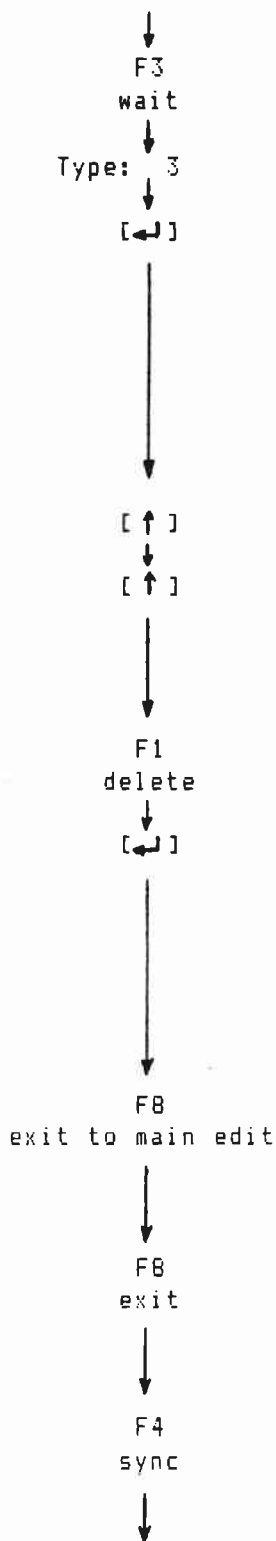 F3
wait
Type: 3
[↵]
[↑]
[↑]
F1
delete
[↵]
F8
exit to main edit
F8
exit
F4
sync